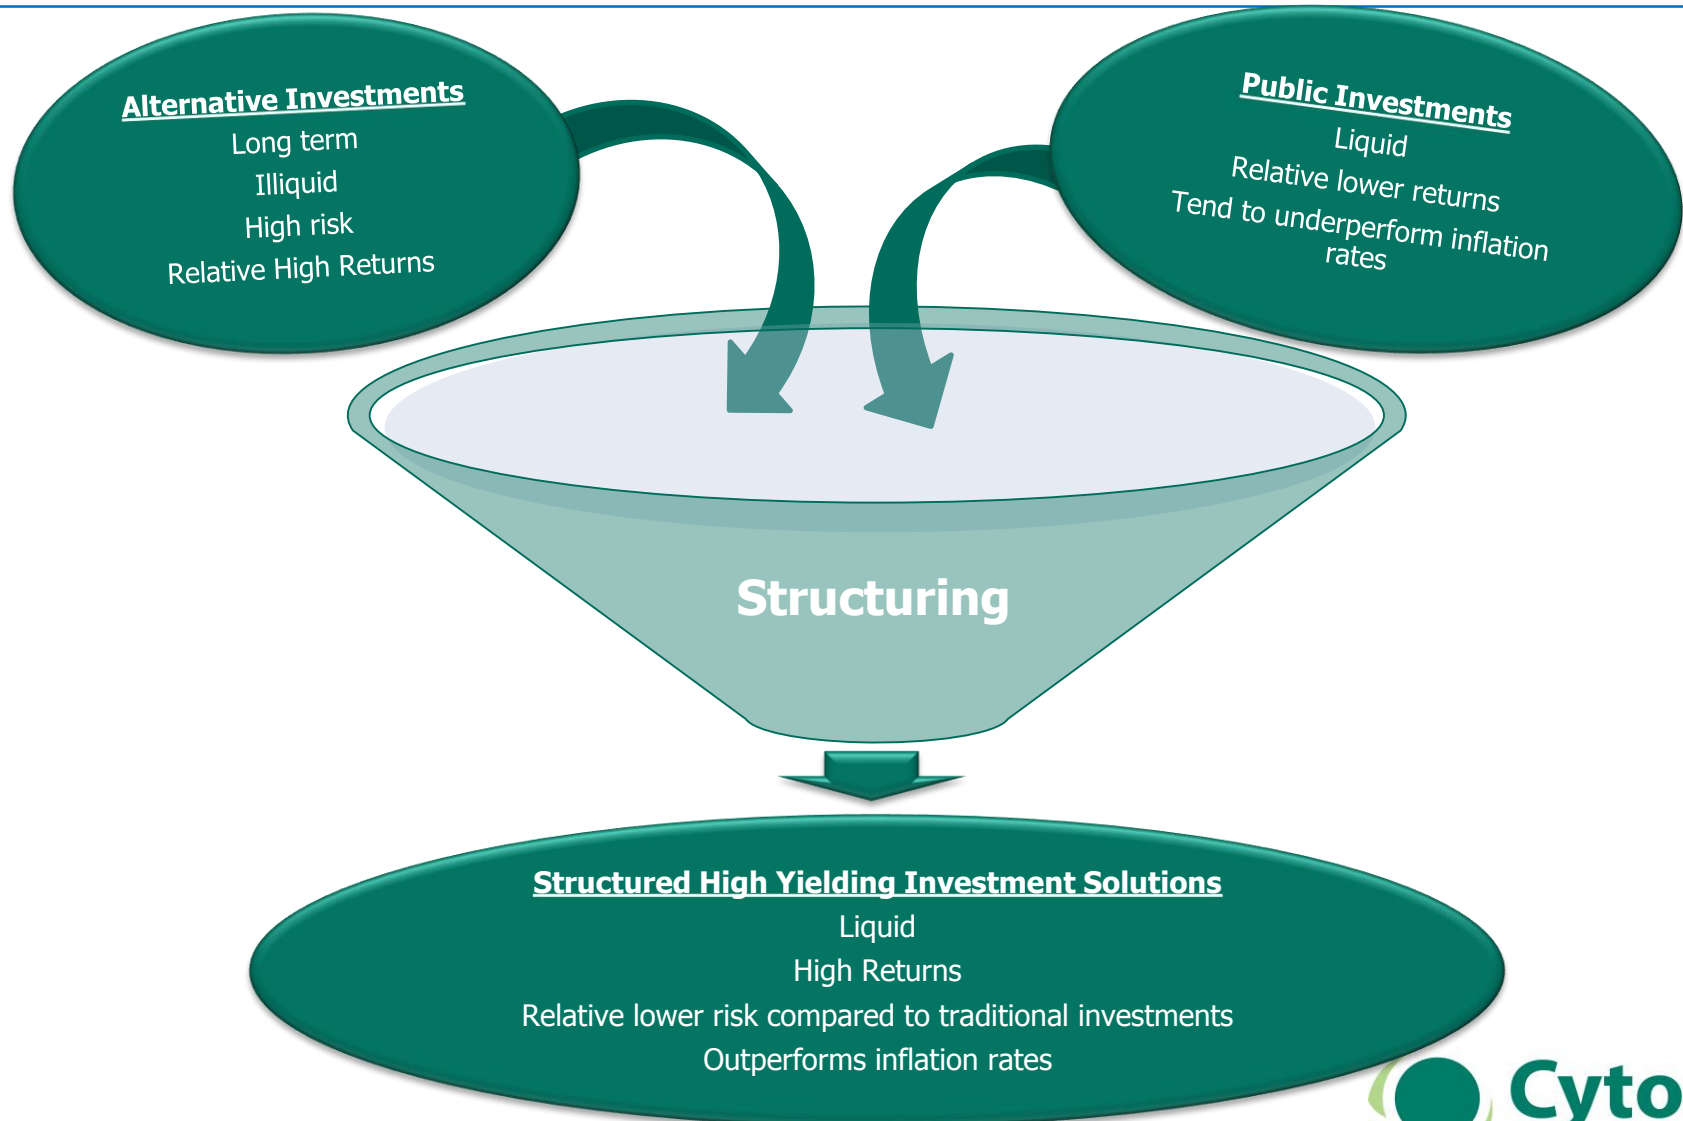 Alternative Investments
Long term
Illiquid
High risk
Relative High Returns
Public Investments
Liquid
Relative lower returns
Tend to underperform inflation
rates
Structuring
Structured High Yielding Investment Solutions
Liquid
High Returns
Relative lower risk compared to traditional investments
Outperforms inflation rates
Cyto